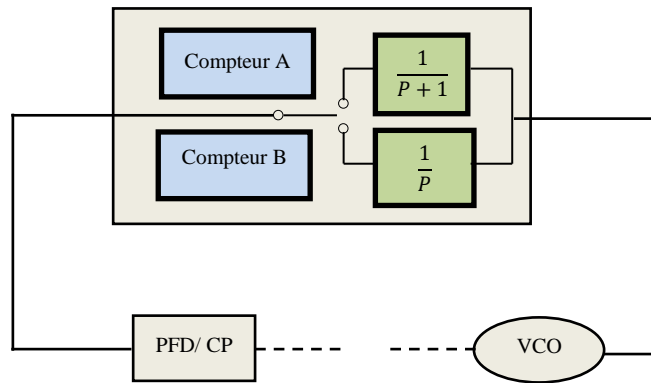 Compteur A
1
P + 1
Compteur B
1
P
PFD/ CP
VCO